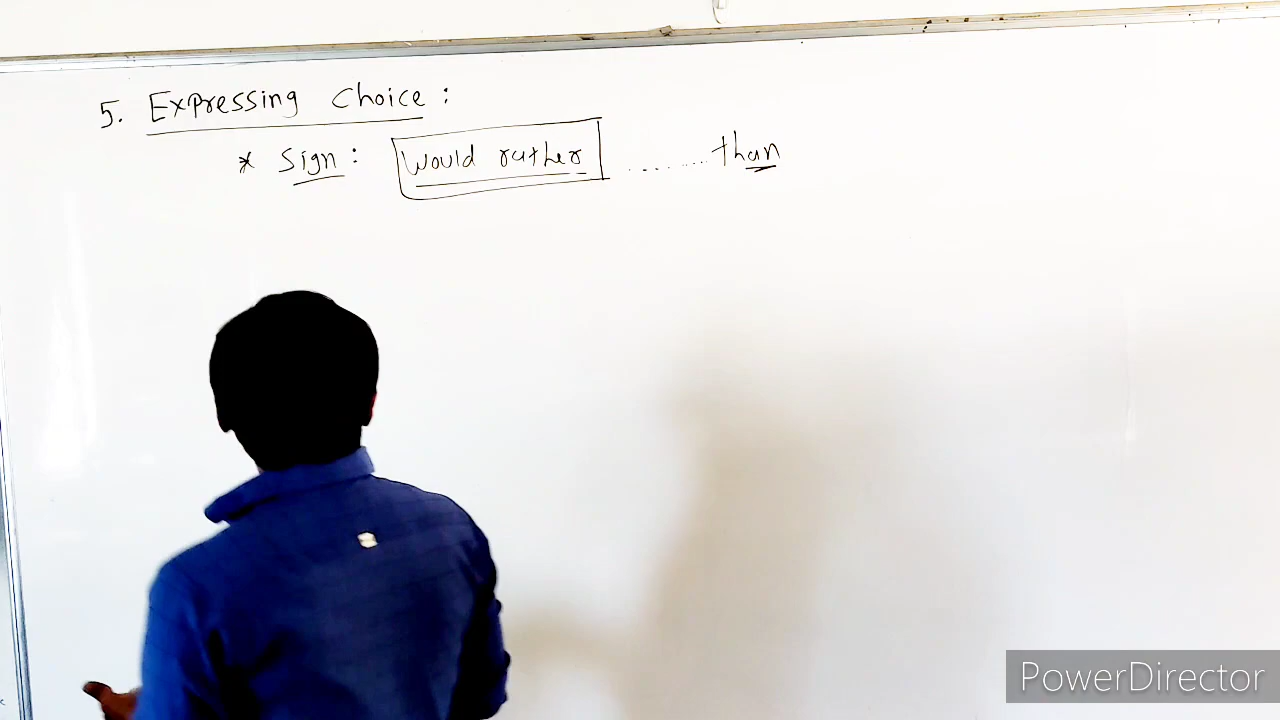 5. Expressing Choice :
* Sign : would rather ............ than
PowerDirector